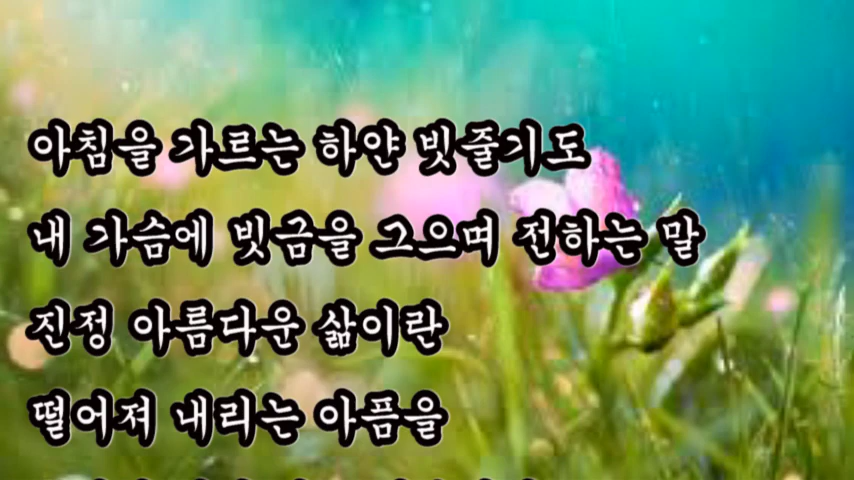 아침을 가르는 하얀 빗줄기도
내 가슴에 빗금을 그으며 전하는 말
진정 아름다운 삶이란
떨어져 내리는 아픔을